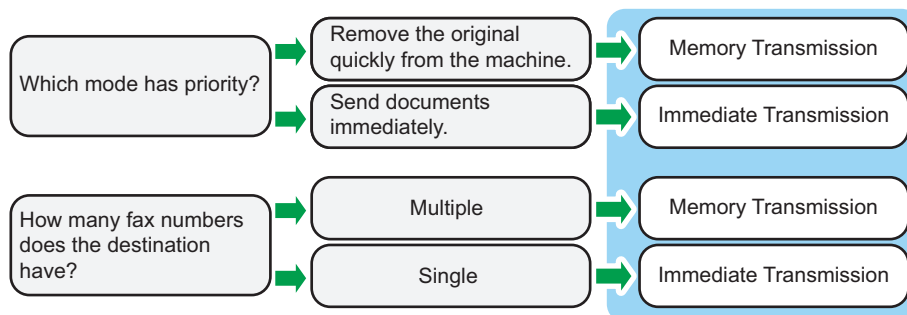 Which mode has priority?
Remove the original
quickly from the machine.
Memory Transmission
Send documents
immediately.
Immediate Transmission
How many fax numbers
does the destination
have?
Multiple
Memory Transmission
Single
Immediate Transmission